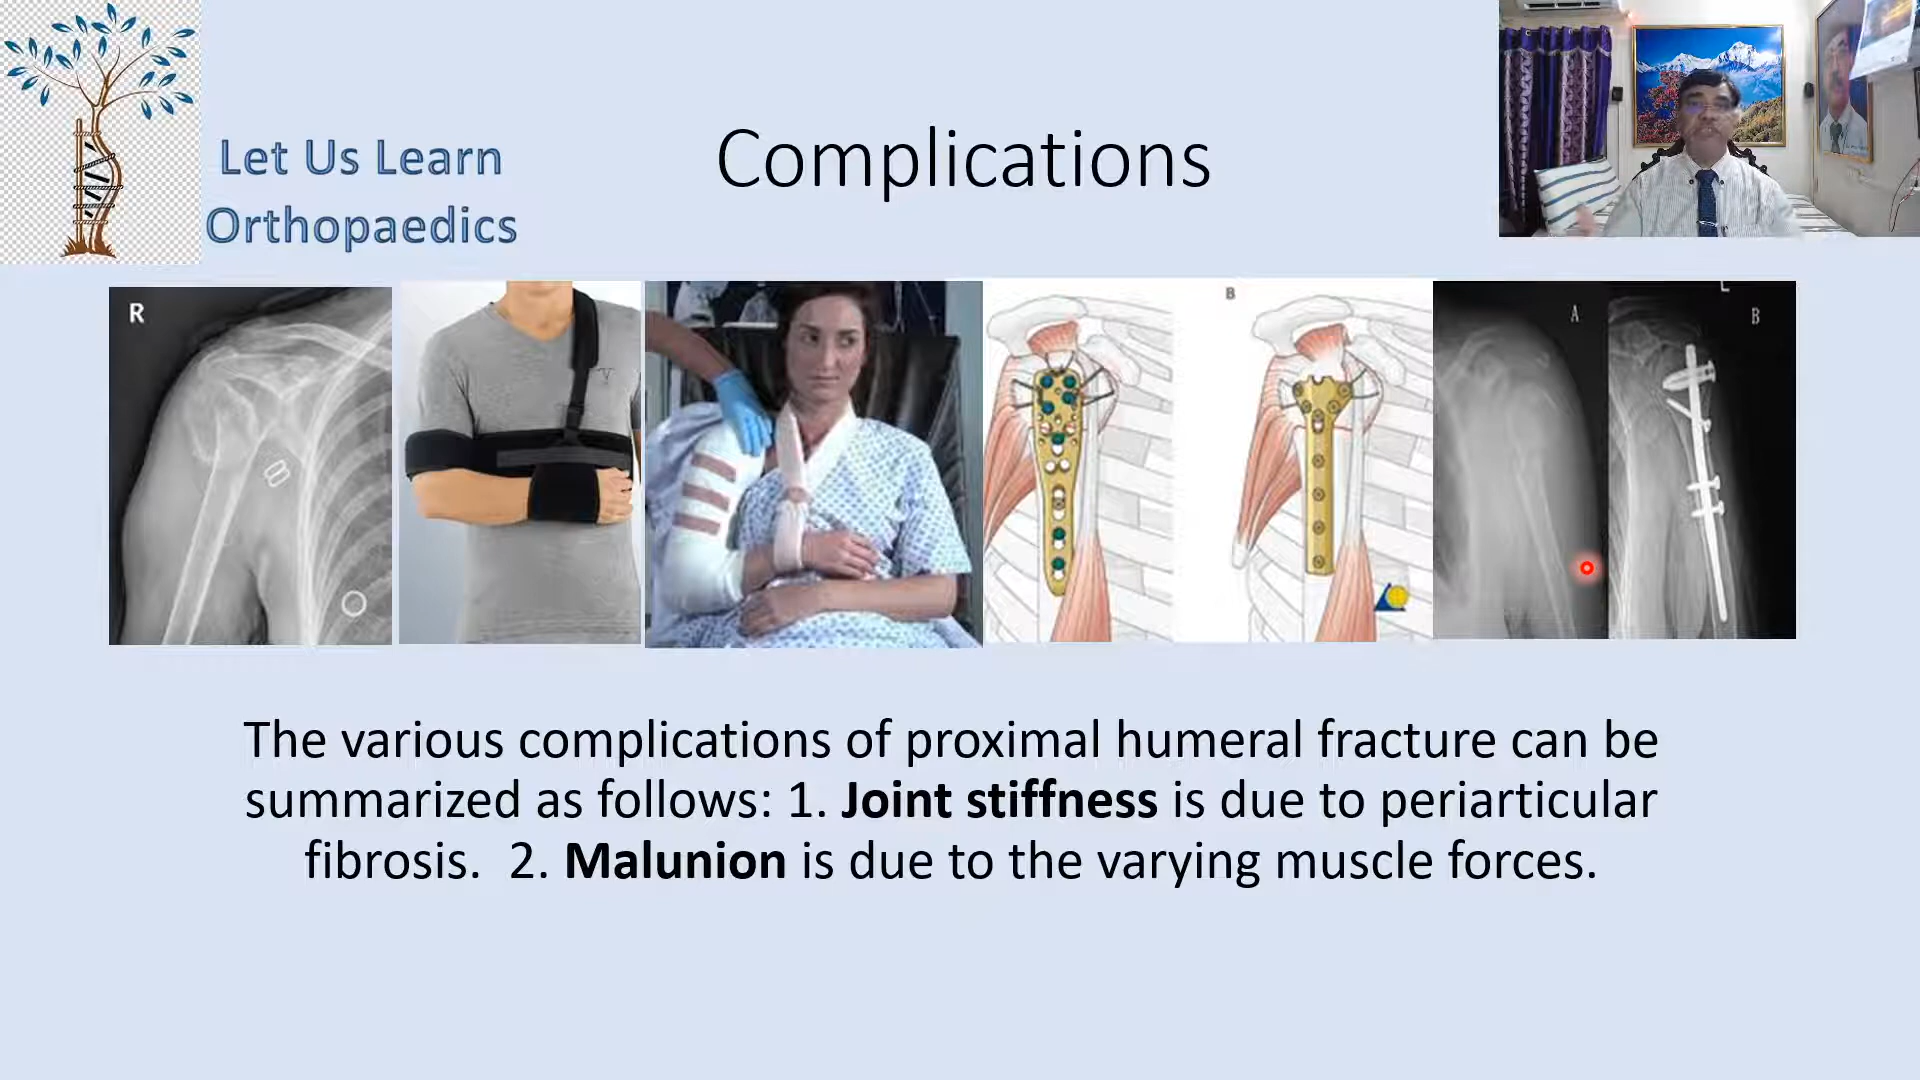 Let Us Learn
Orthopaedics
Complications
R
B
A
L
B
The various complications of proximal humeral fracture can be
summarized as follows: 1. Joint stiffness is due to periarticular
fibrosis.  2. Malunion is due to the varying muscle forces.